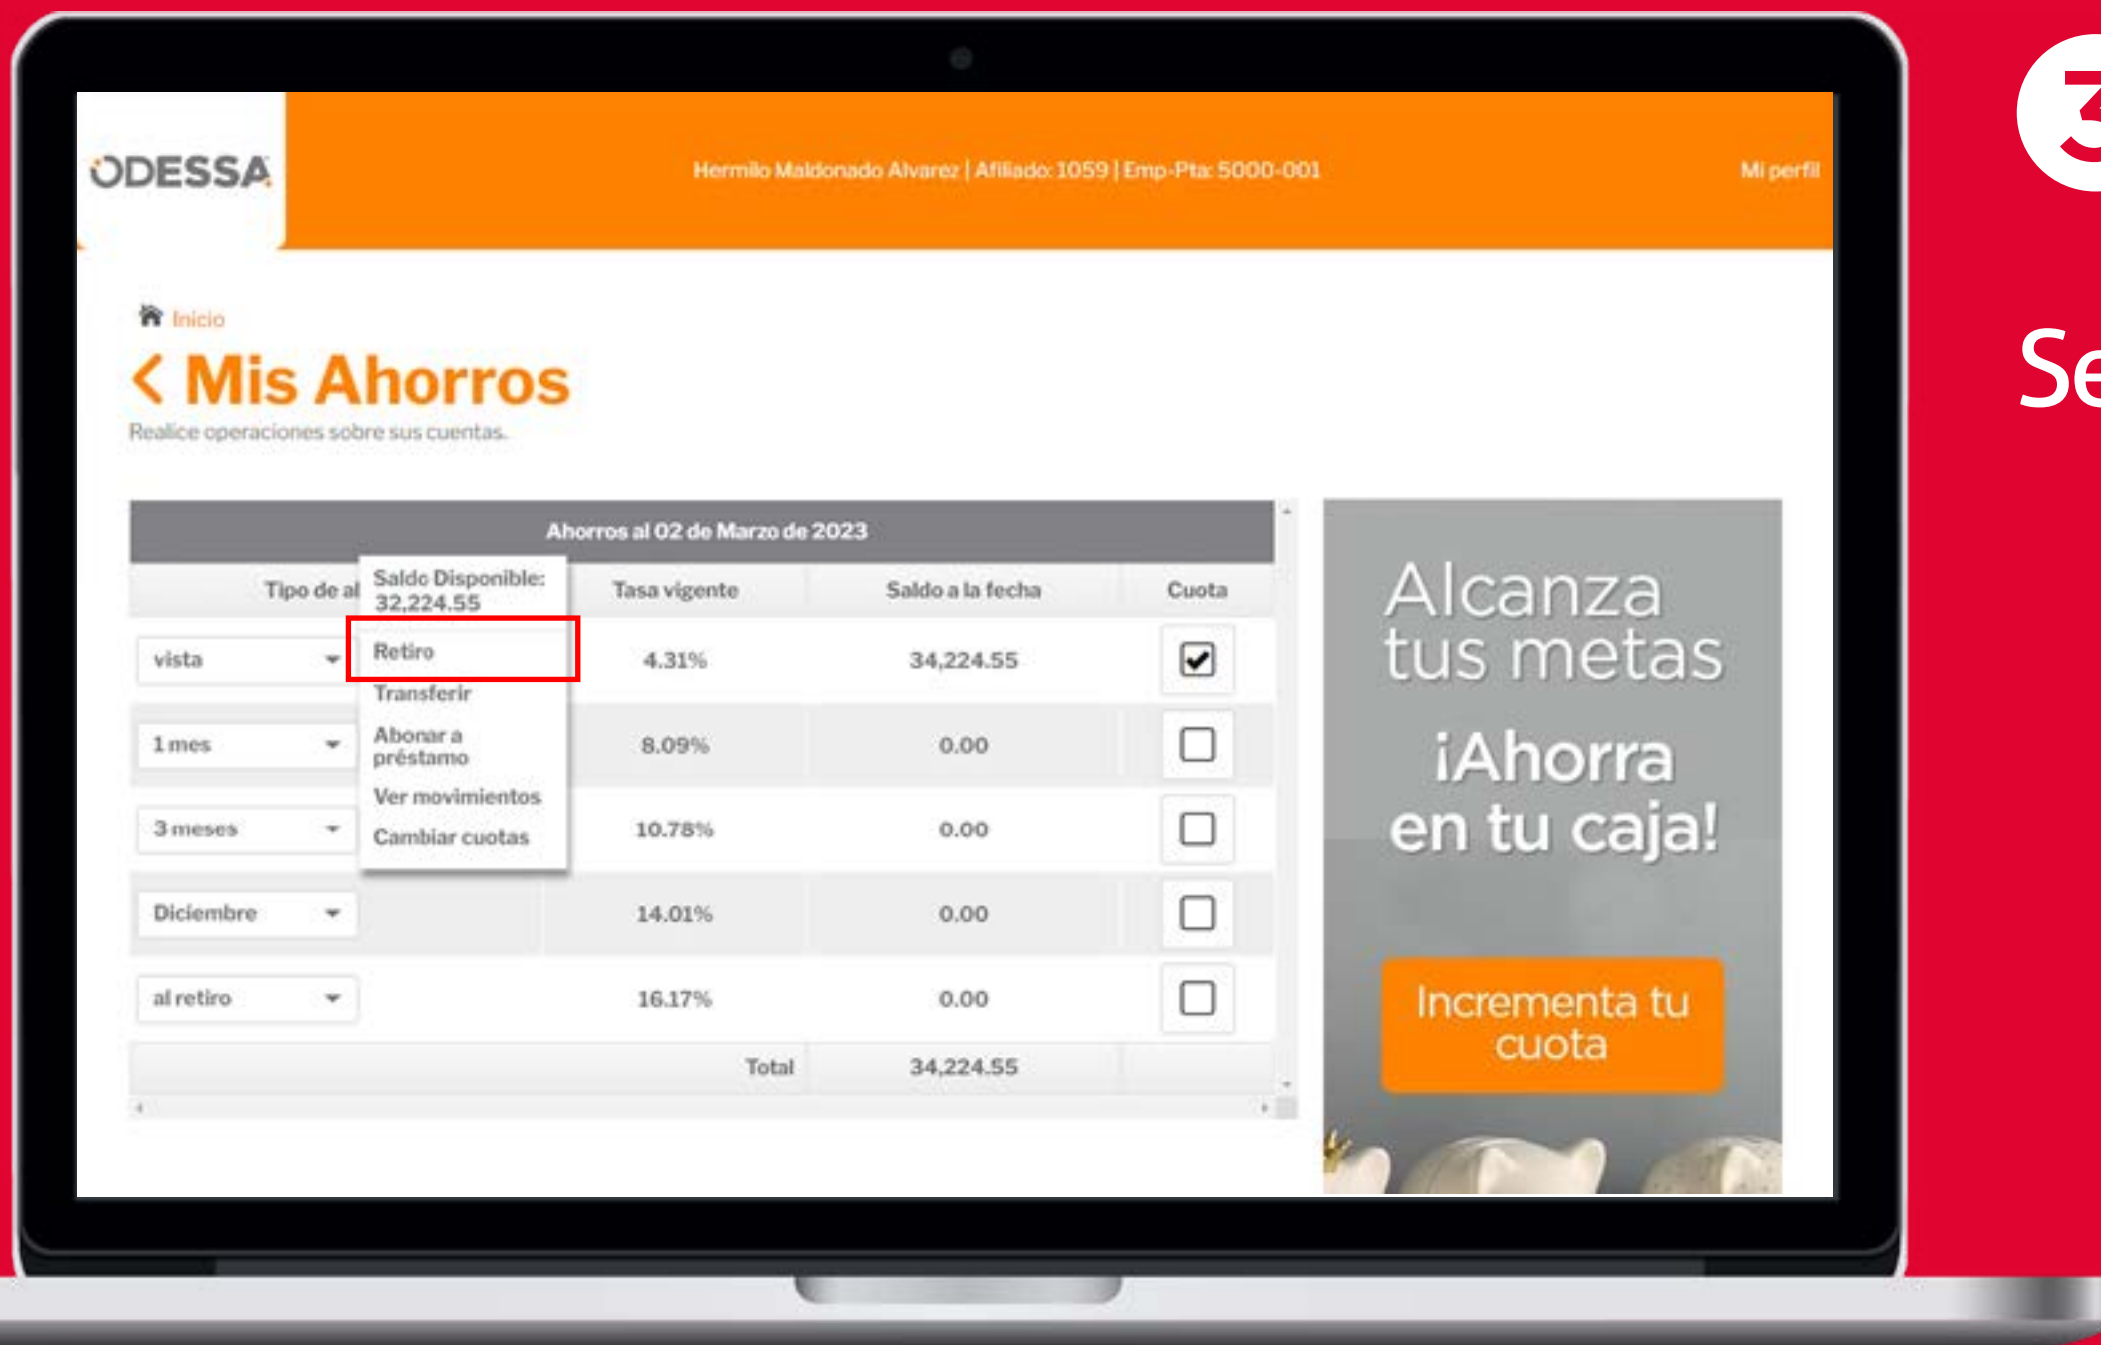 3
Se
ODESSA
Hermilo Maldonado Alvarez | Afiliado: 1059 | Emp-Pta: 5000-001
Mi perfil
Inicio
< Mis Ahorros
Realice operaciones sobre sus cuentas.
Ahorros al 02 de Marzo de 2023
Tipo de al
Tasa vigente
Saldo a la fecha
Cuota
Saldo Disponible:
32,224.55
Retiro
Transferir
Abonar a
préstamo
Ver movimientos
Cambiar cuotas
vista 4.31% 34,224.55
1 mes 8.09% 0.00
3 meses 10.78% 0.00
Diciembre 14.01% 0.00
al retiro 16.17% 0.00
Total 34,224.55
Alcanza
tus metas
¡Ahorra
en tu caja!
Incrementa tu
cuota